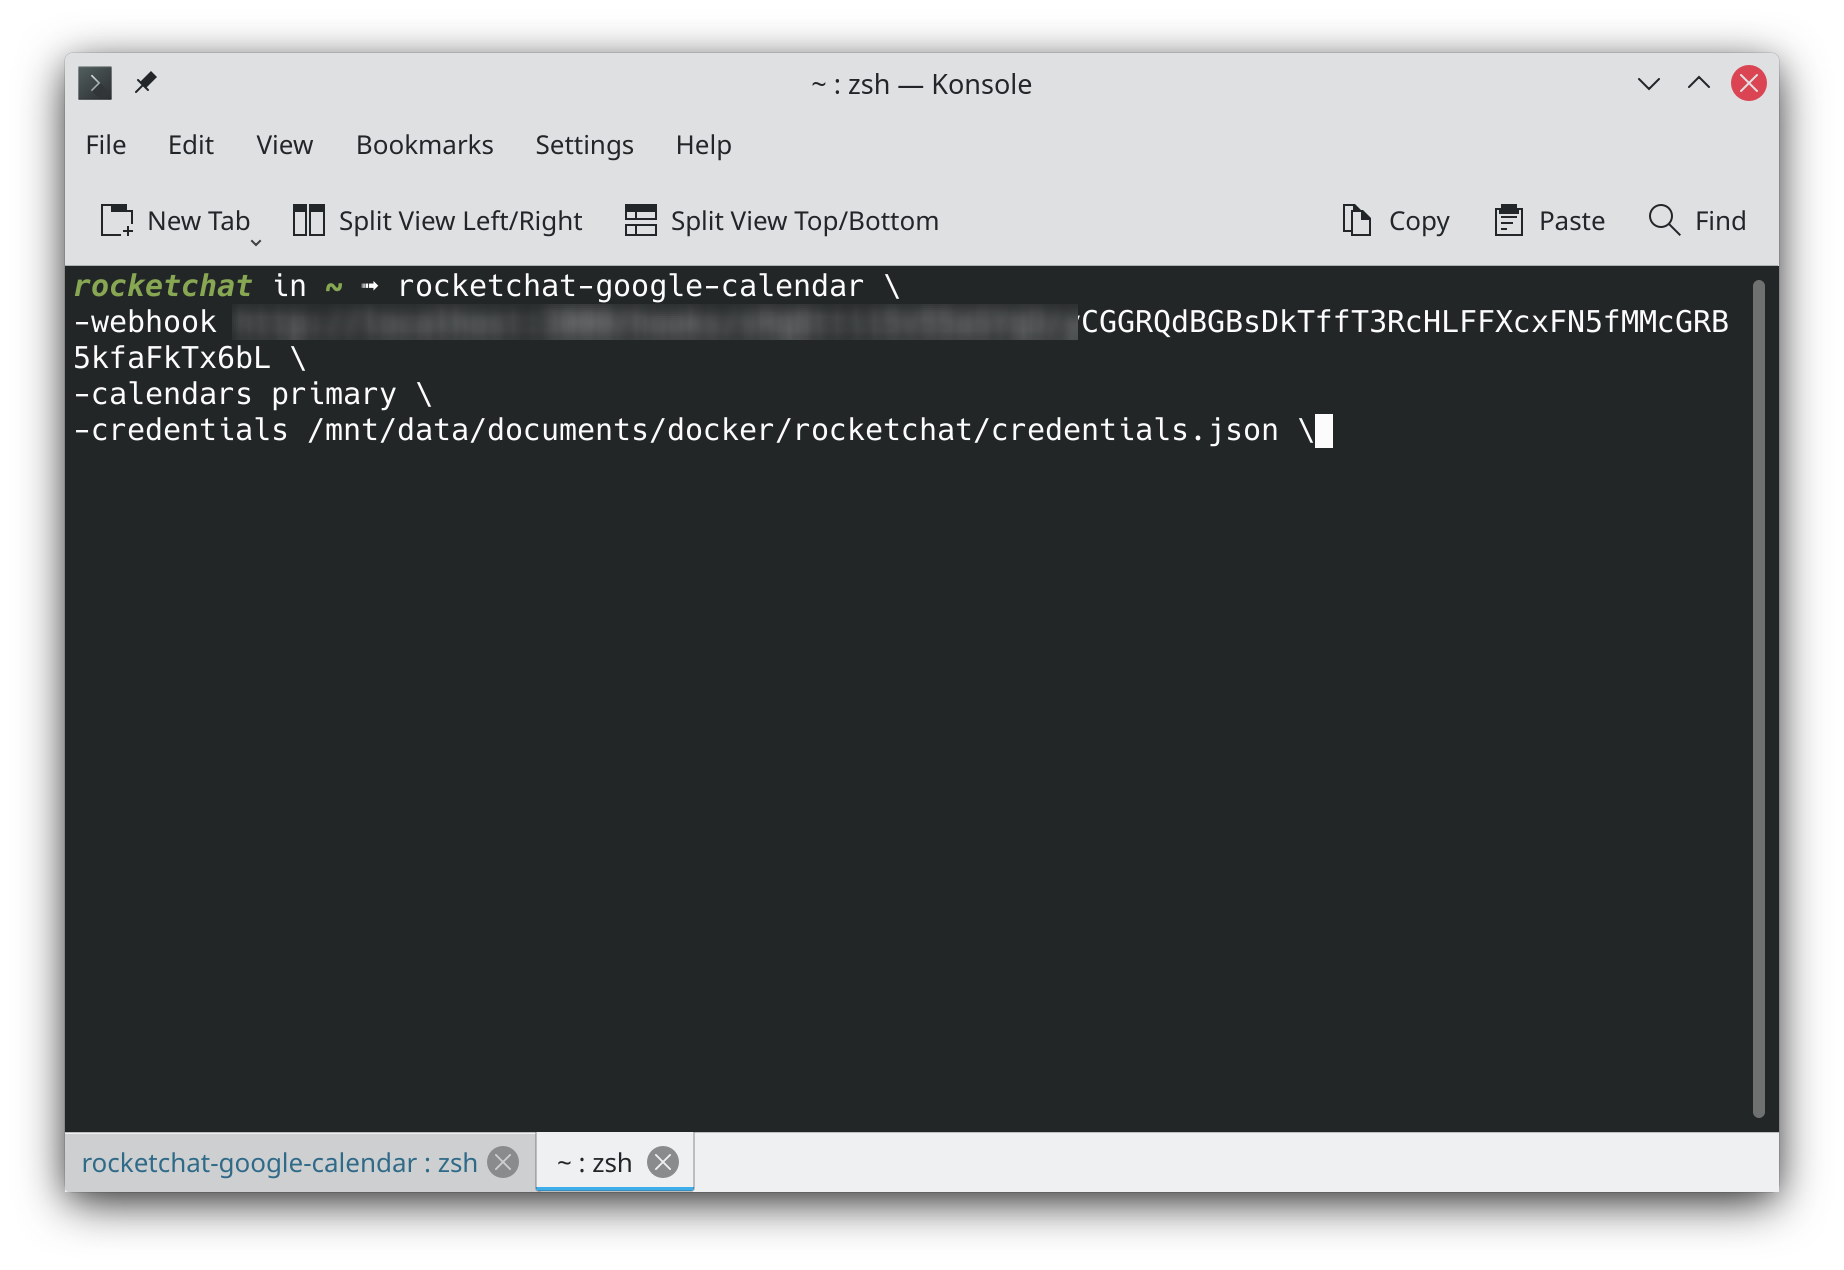 ~ : zsh — Konsole
File Edit View Bookmarks Settings Help
New Tab Split View Left/Right Split View Top/Bottom Copy Paste Find
rocketchat in ~ ➟ rocketchat-google-calendar \
-webhook CGGRQdBGBsDkTffT3RcHLFFXcxFN5fMMcGRB
5kfaFkTx6bL \
-calendars primary \
-credentials /mnt/data/documents/docker/rocketchat/credentials.json \
rocketchat-google-calendar : zsh ~ : zsh